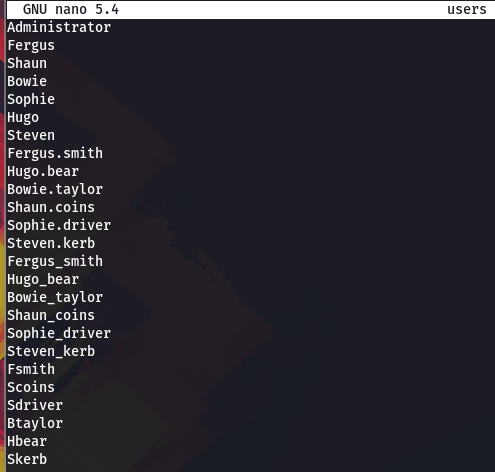 GNU nano 5.4 users
Administrator
Fergus
Shaun
Bowie
Sophie
Hugo
Steven
Fergus.smith
Hugo.bear
Bowie.taylor
Shaun.coins
Sophie.driver
Steven.kerb
Fergus_smith
Hugo_bear
Bowie_taylor
Shaun_coins
Sophie_driver
Steven_kerb
Fsmith
Scoins
Sdriver
Btaylor
Hbear
Skerb